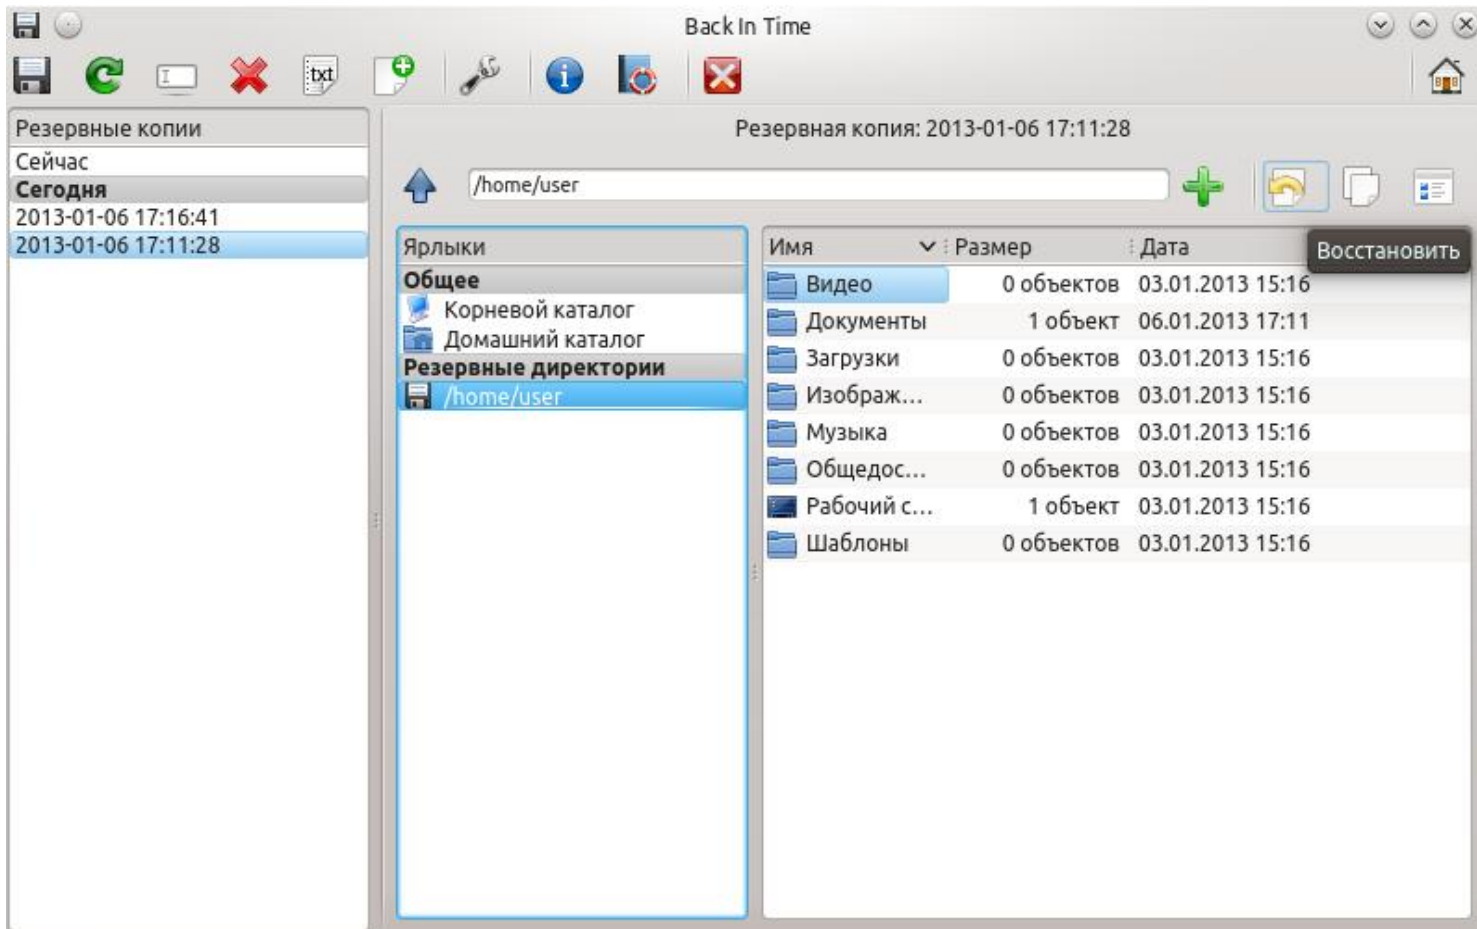 Back In Time
txt
Резервные копии
Сейчас
Сегодня
2013-01-06 17:16:41
2013-01-06 17:11:28
Резервная копия: 2013-01-06 17:11:28
/home/user
Восстановить
Ярлыки
Общее
Корневой каталог
Домашний каталог
Резервные директории
/home/user
Имя Размер Дата
Видео 0 объектов 03.01.2013 15:16
Документы 1 объект 06.01.2013 17:11
Загрузки 0 объектов 03.01.2013 15:16
Изображ... 0 объектов 03.01.2013 15:16
Музыка 0 объектов 03.01.2013 15:16
Общедос... 0 объектов 03.01.2013 15:16
Рабочий с... 1 объект 03.01.2013 15:16
Шаблоны 0 объектов 03.01.2013 15:16